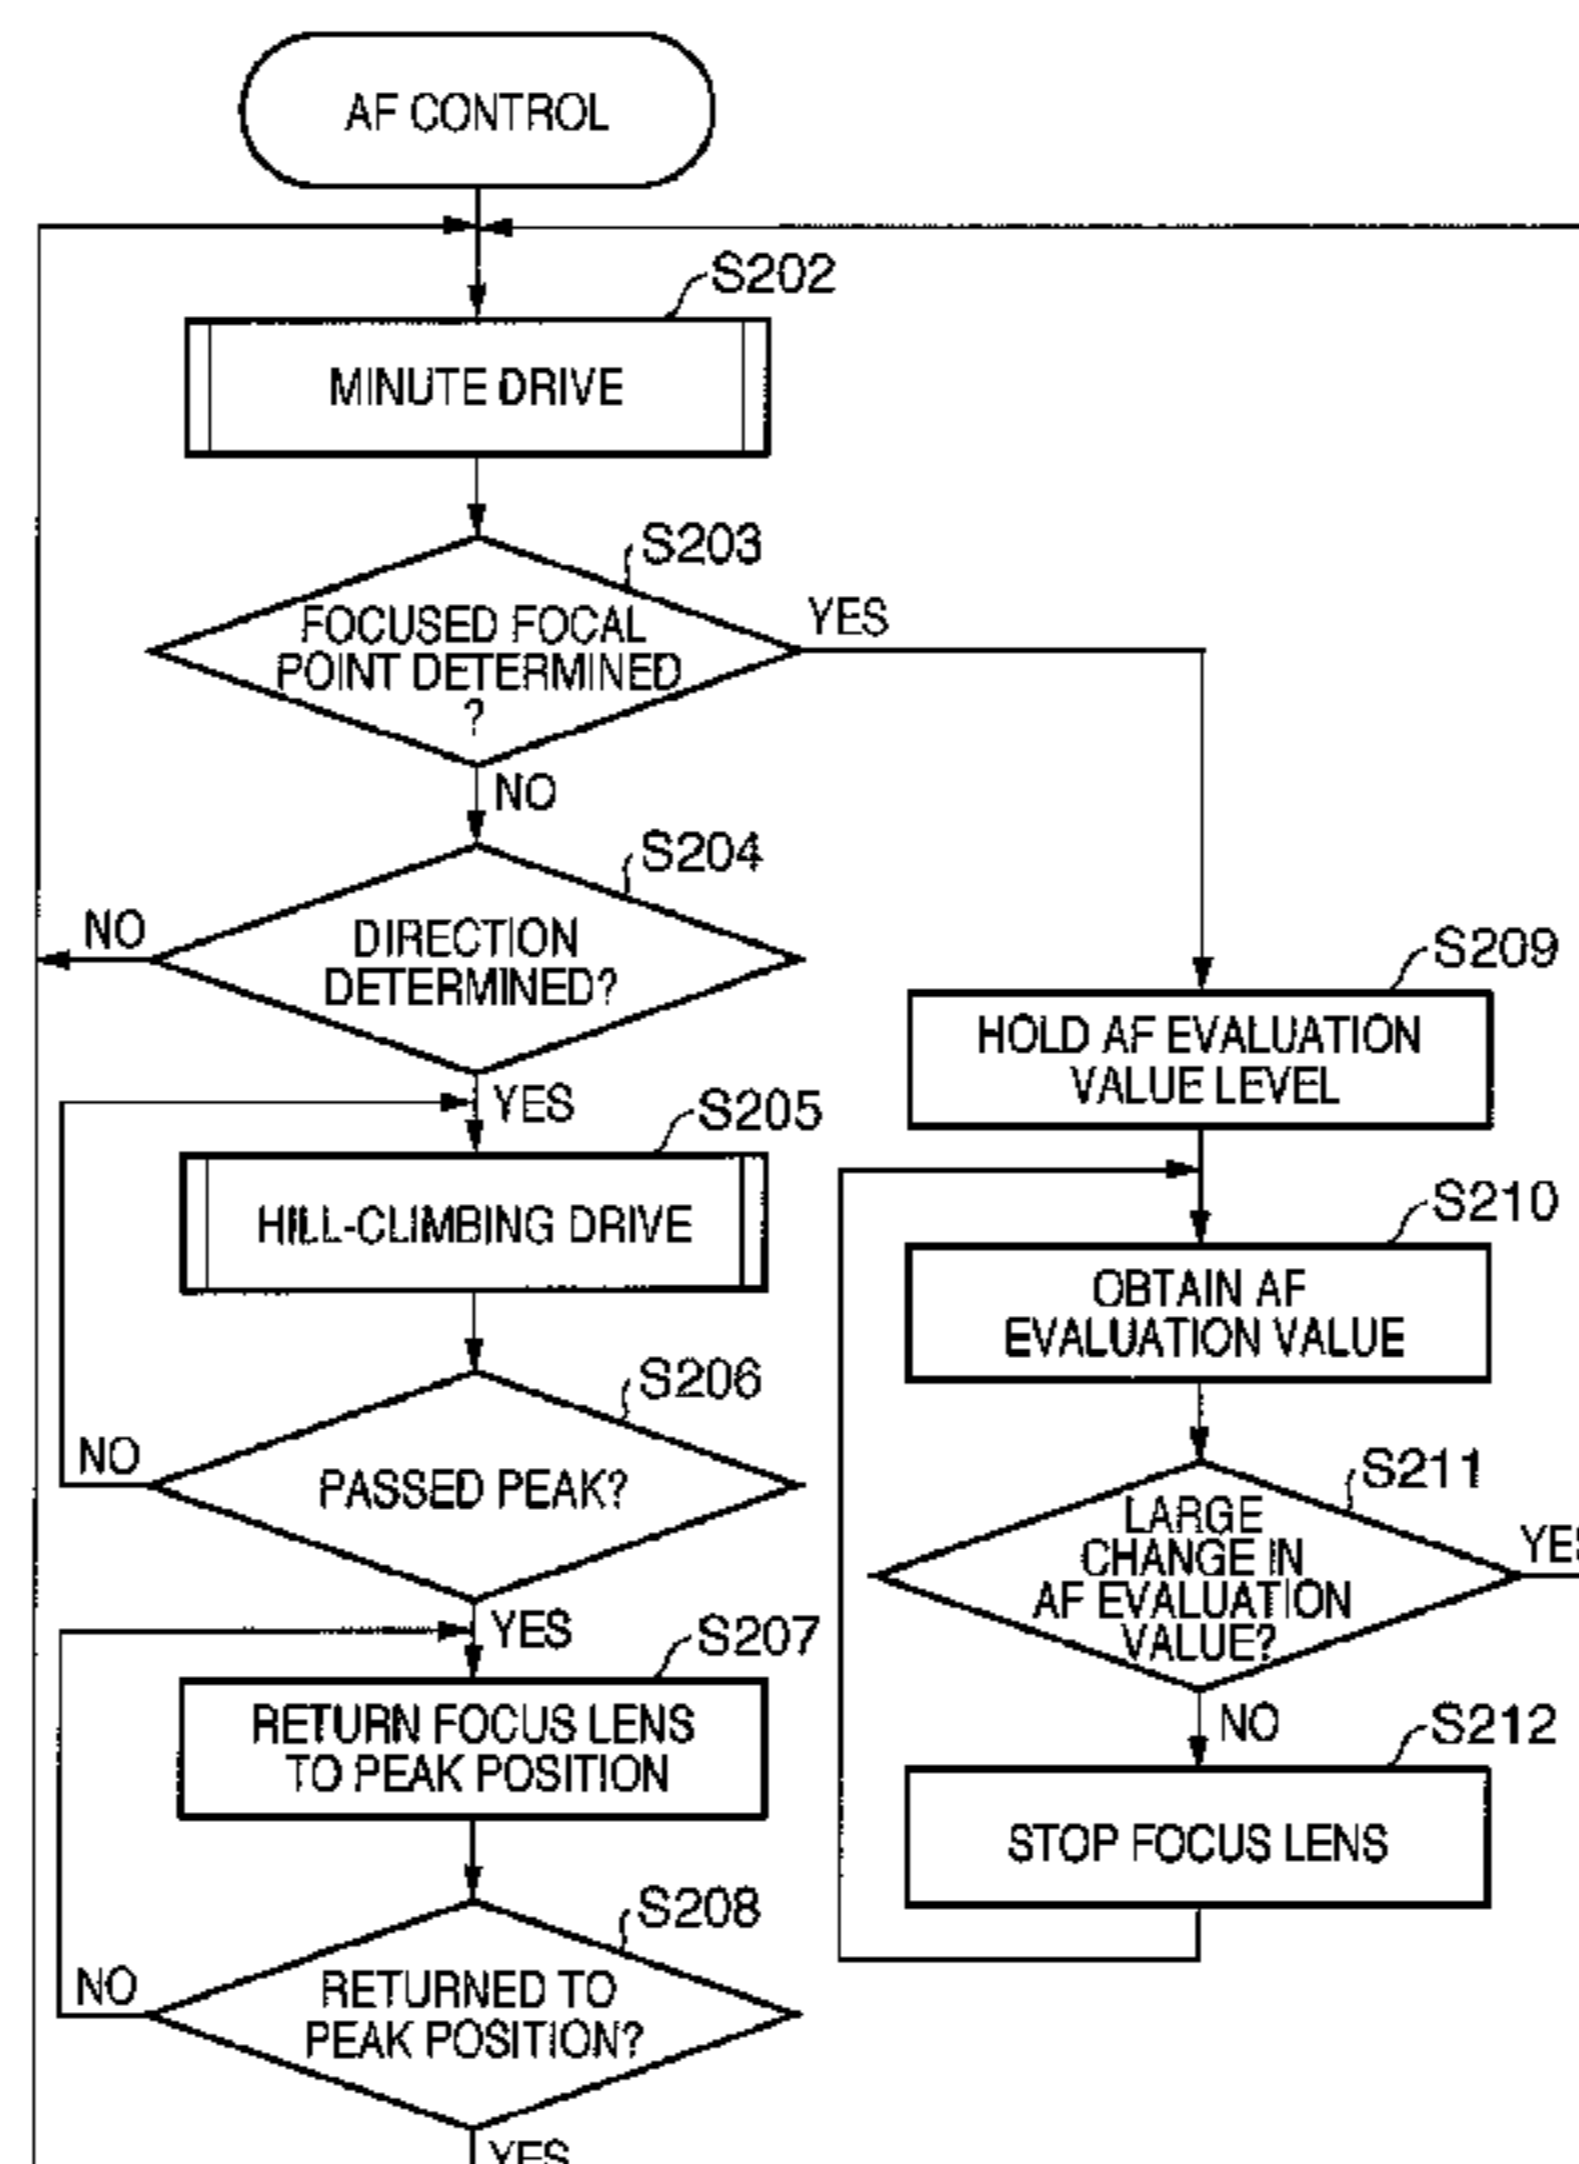 AF CONTROL
S202
MINUTE DRIVE
S203
FOCUSED FOCAL
POINT DETERMINED
?
YES
NO
S204
DIRECTION
DETERMINED?
NO
YES
S205
HILL-CLIMBING DRIVE
S206
PASSED PEAK?
NO
YES
S207
RETURN FOCUS LENS
TO PEAK POSITION
S208
RETURNED TO
PEAK POSITION?
NO
YES
S209
HOLD AF EVALUATION
VALUE LEVEL
S210
OBTAIN AF
EVALUATION VALUE
S211
LARGE
CHANGE IN
AF EVALUATION
VALUE?
YES
NO
S212
STOP FOCUS LENS